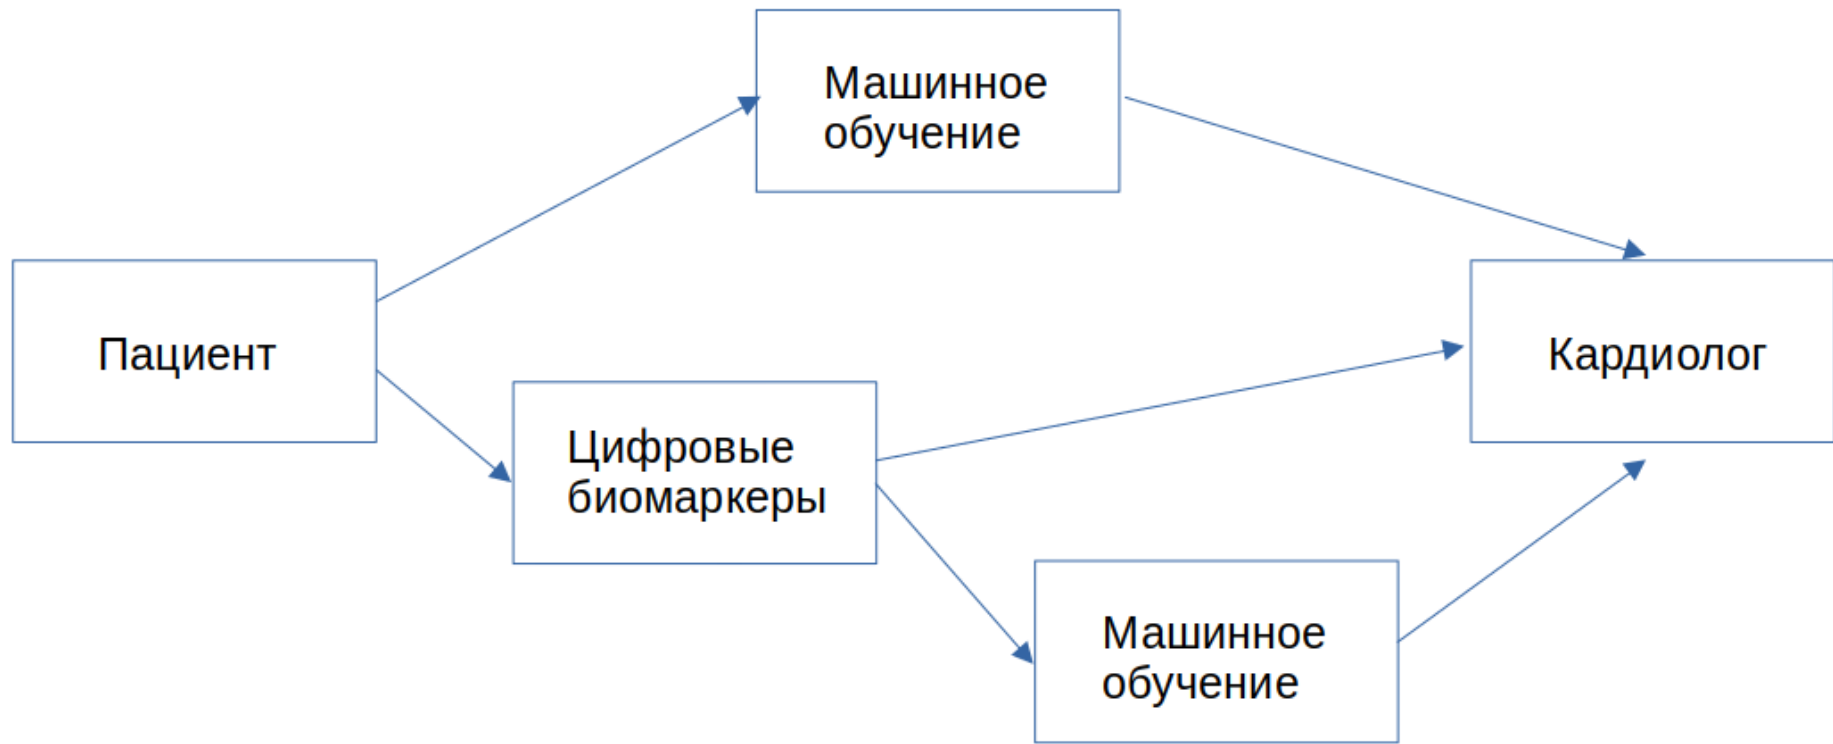 Машинное
обучение
Пациент
Кардиолог
Цифровые
биомаркеры
Машинное
обучение